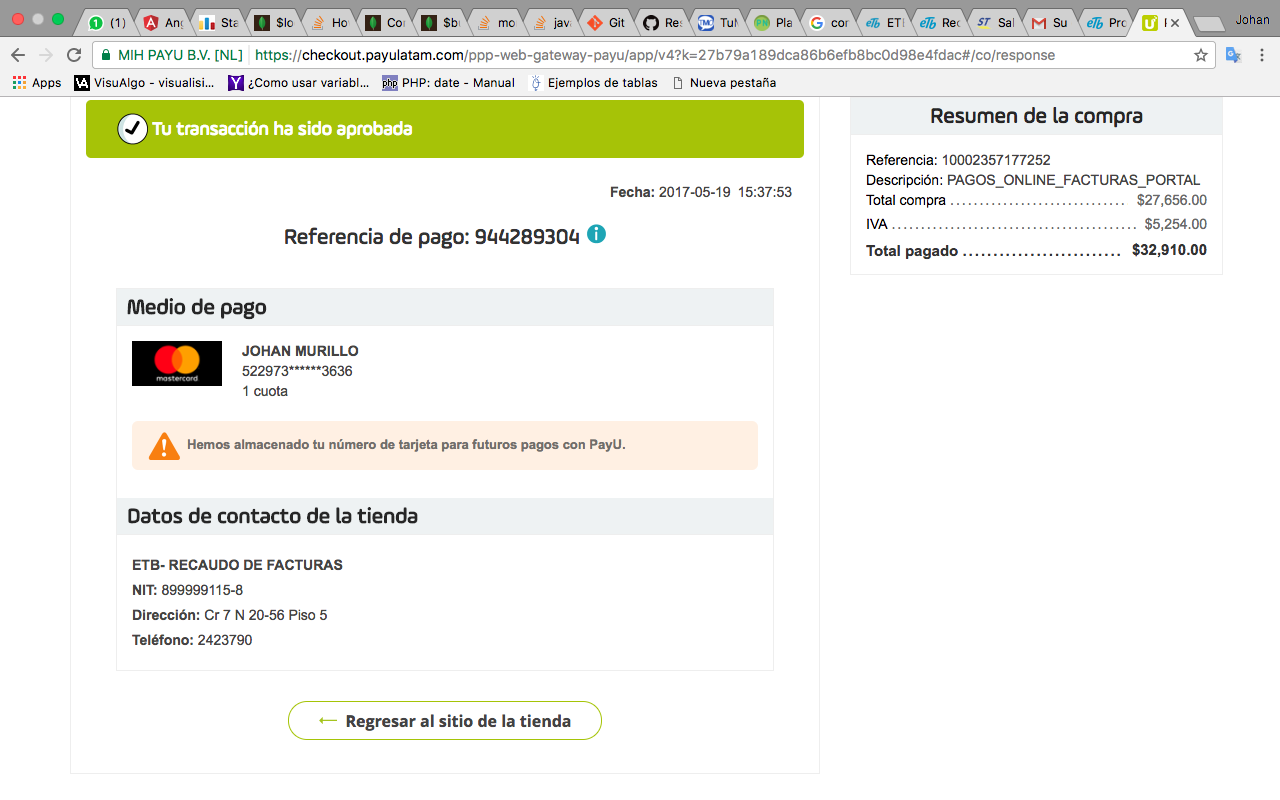 (1) Ang Sta $lo Ho Con $bu mo java Git Res TuM Pla G cor ETB Rec ST Sal Su Pro Johan
MIH PAYU B.V. [NL] https://checkout.payulatam.com/ppp-web-gateway-payu/app/v4?k=27b79a189dca86b6efb8bc0d98e4fdac#/co/response
Apps VA VisuAlgo - visualisi... Y ¿Como usar variabl... php PHP: date - Manual Ejemplos de tablas Nueva pestaña
Tu transacción ha sido aprobada
Fecha: 2017-05-19 15:37:53
Referencia de pago: 944289304 i
Medio de pago
mastercard
JOHAN MURILLO
522973******3636
1 cuota
Hemos almacenado tu número de tarjeta para futuros pagos con PayU.
Datos de contacto de la tienda
ETB- RECAUDO DE FACTURAS
NIT: 899999115-8
Dirección: Cr 7 N 20-56 Piso 5
Teléfono: 2423790
← Regresar al sitio de la tienda
Resumen de la compra
Referencia: 10002357177252
Descripción: PAGOS_ONLINE_FACTURAS_PORTAL
Total compra ............................. $27,656.00
IVA ........................................ $5,254.00
Total pagado .......................... $32,910.00